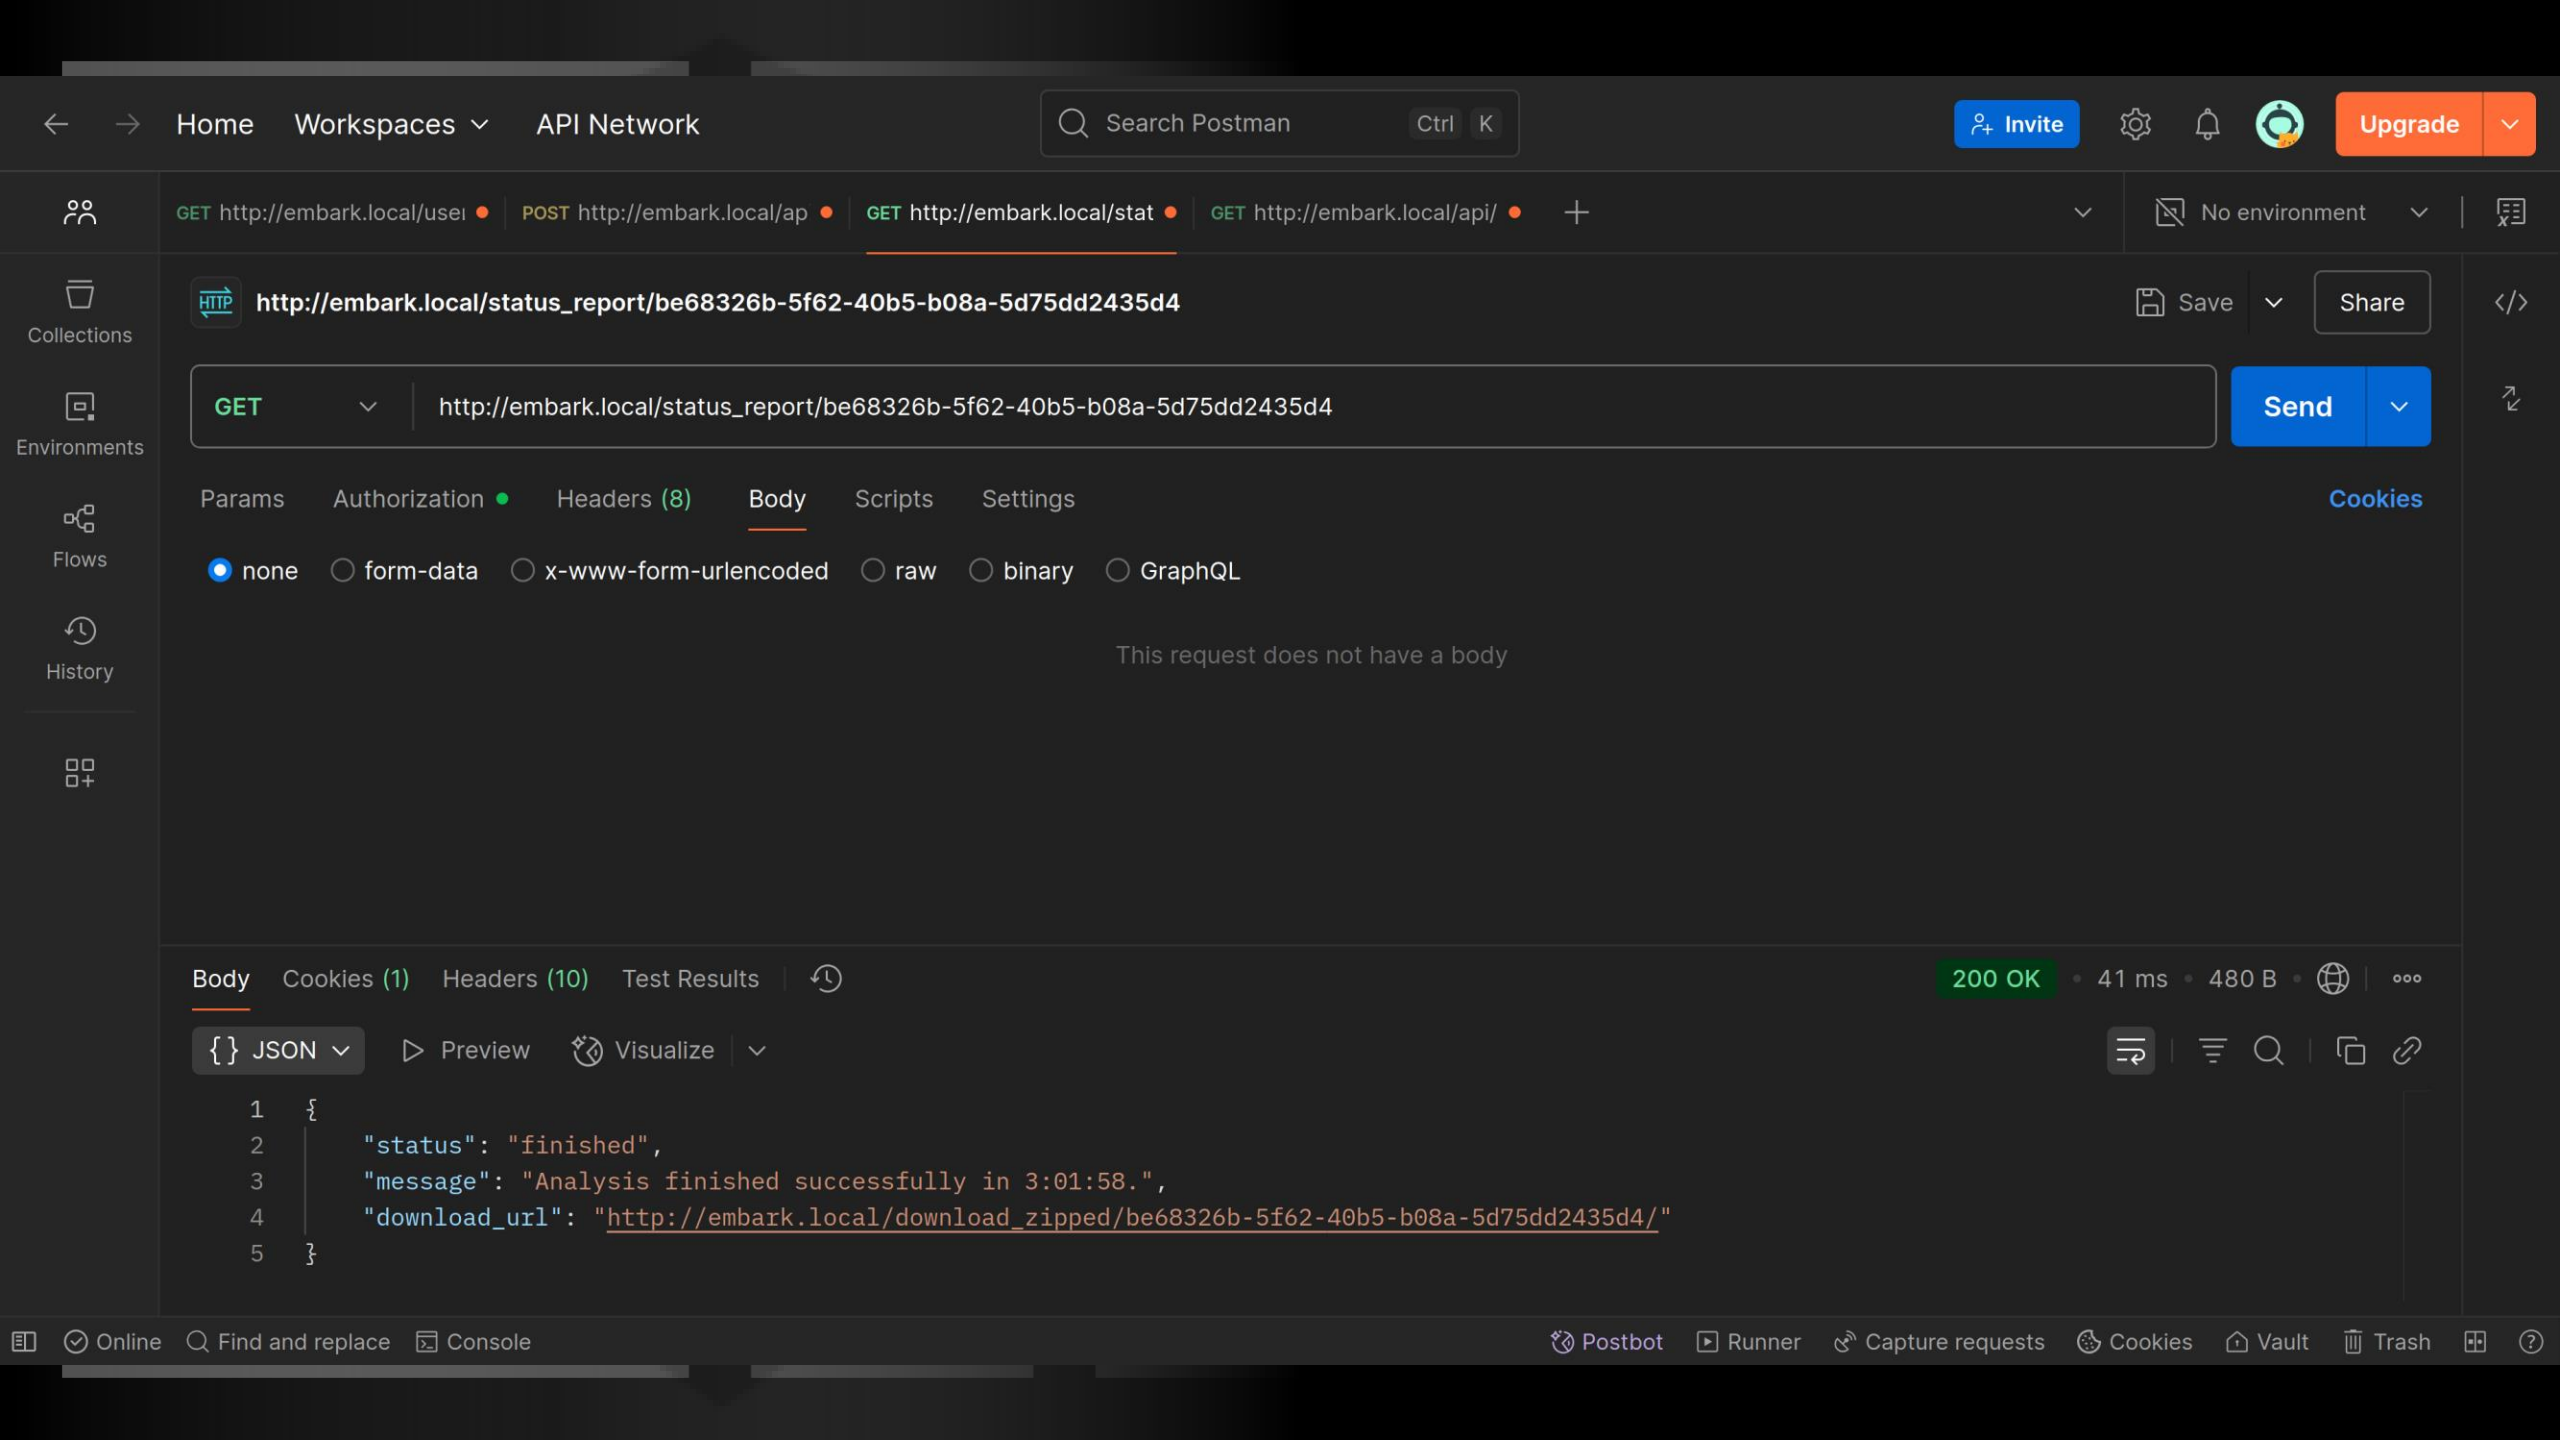 Home Workspaces API Network Search Postman Ctrl K Invite Upgrade
GET http://embark.local/use POST http://embark.local/ap GET http://embark.local/stat GET http://embark.local/api/ No environment
HTTP http://embark.local/status_report/be68326b-5f62-40b5-b08a-5d75dd2435d4 Save Share
Collections
GET http://embark.local/status_report/be68326b-5f62-40b5-b08a-5d75dd2435d4 Send
Environments
Params Authorization Headers (8) Body Scripts Settings Cookies
Flows
none form-data x-www-form-urlencoded raw binary GraphQL
This request does not have a body
History
Body Cookies (1) Headers (10) Test Results 200 OK 41 ms 480 B
{} JSON Preview Visualize
1 {
2 "status": "finished",
3 "message": "Analysis finished successfully in 3:01:58.",
4 "download_url": "http://embark.local/download_zipped/be68326b-5f62-40b5-b08a-5d75dd2435d4/"
5 }
Online Find and replace Console Postbot Runner Capture requests Cookies Vault Trash